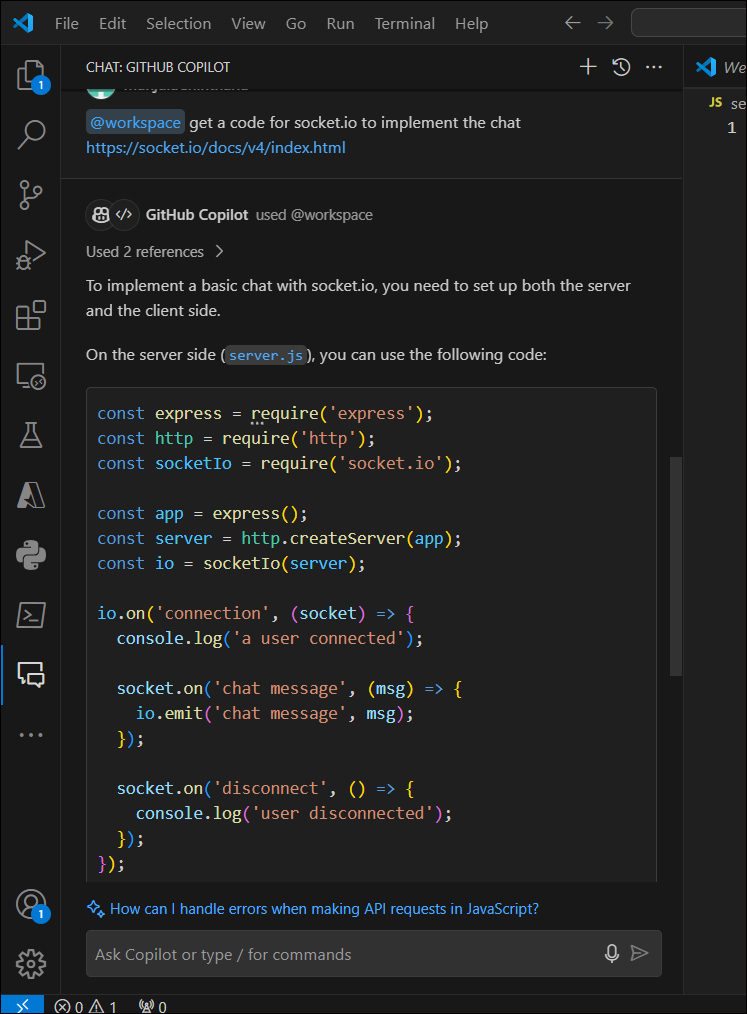 File Edit Selection View Go Run Terminal Help
CHAT: GITHUB COPILOT
We
1
JS se
1
@workspace get a code for socket.io to implement the chat
https://socket.io/docs/v4/index.html
GitHub Copilot used @workspace
Used 2 references
To implement a basic chat with socket.io, you need to set up both the server
and the client side.
On the server side (server.js), you can use the following code:
const express = require('express');
const http = require('http');
const socketIo = require('socket.io');
const app = express();
const server = http.createServer(app);
const io = socketIo(server);
io.on('connection', (socket) => {
console.log('a user connected');
socket.on('chat message', (msg) => {
io.emit('chat message', msg);
});
socket.on('disconnect', () => {
console.log('user disconnected');
});
});
How can I handle errors when making API requests in JavaScript?
1
Ask Copilot or type / for commands
0 1 0